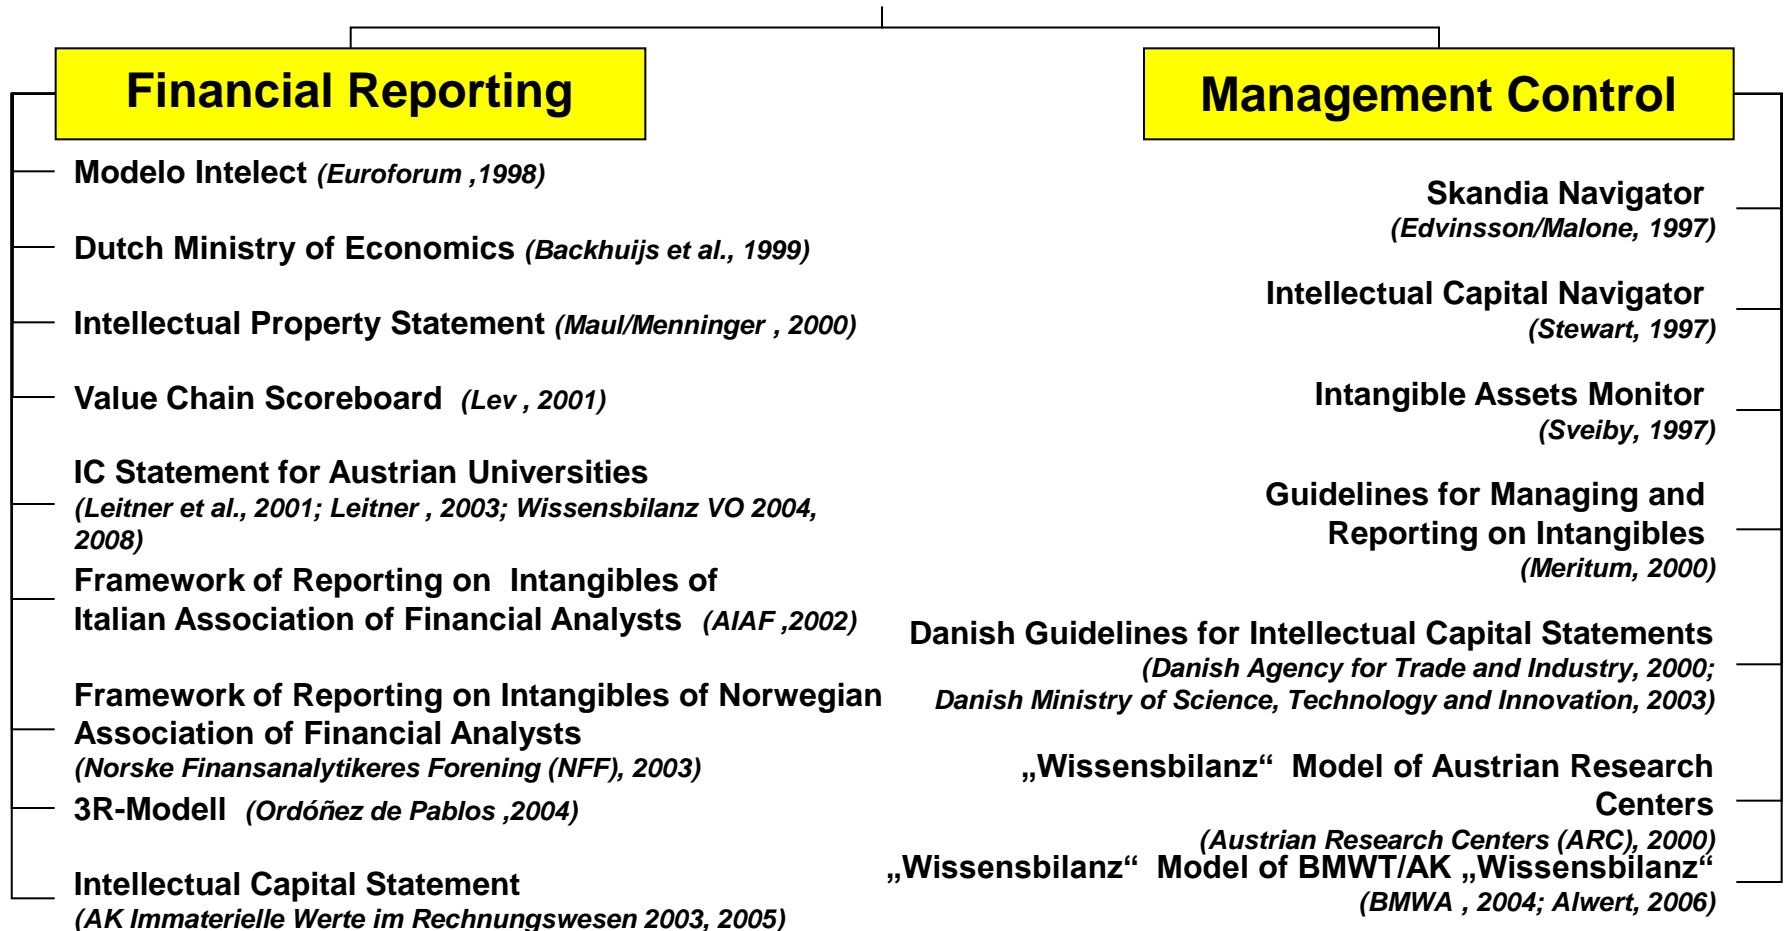 Financial Reporting
Modelo Intelect (Euroforum ,1998)
Dutch Ministry of Economics (Backhuijs et al., 1999)
Intellectual Property Statement (Maul/Menninger , 2000)
Value Chain Scoreboard (Lev , 2001)
IC Statement for Austrian Universities
(Leitner et al., 2001; Leitner , 2003; Wissensbilanz VO 2004,
2008)
Framework of Reporting on Intangibles of
Italian Association of Financial Analysts (AIAF ,2002)
Framework of Reporting on Intangibles of Norwegian
Association of Financial Analysts
(Norske Finansanalytikeres Forening (NFF), 2003)
3R-Modell (Ordóñez de Pablos ,2004)
Intellectual Capital Statement
(AK Immaterielle Werte im Rechnungswesen 2003, 2005)
Management Control
Skandia Navigator
(Edvinsson/Malone, 1997)
Intellectual Capital Navigator
(Stewart, 1997)
Intangible Assets Monitor
(Sveiby, 1997)
Guidelines for Managing and
Reporting on Intangibles
(Meritum, 2000)
Danish Guidelines for Intellectual Capital Statements
(Danish Agency for Trade and Industry, 2000;
Danish Ministry of Science, Technology and Innovation, 2003)
„Wissensbilanz“ Model of Austrian Research
Centers
(Austrian Research Centers (ARC), 2000)
„Wissensbilanz“ Model of BMWT/AK „Wissensbilanz“
(BMWA , 2004; Alwert, 2006)